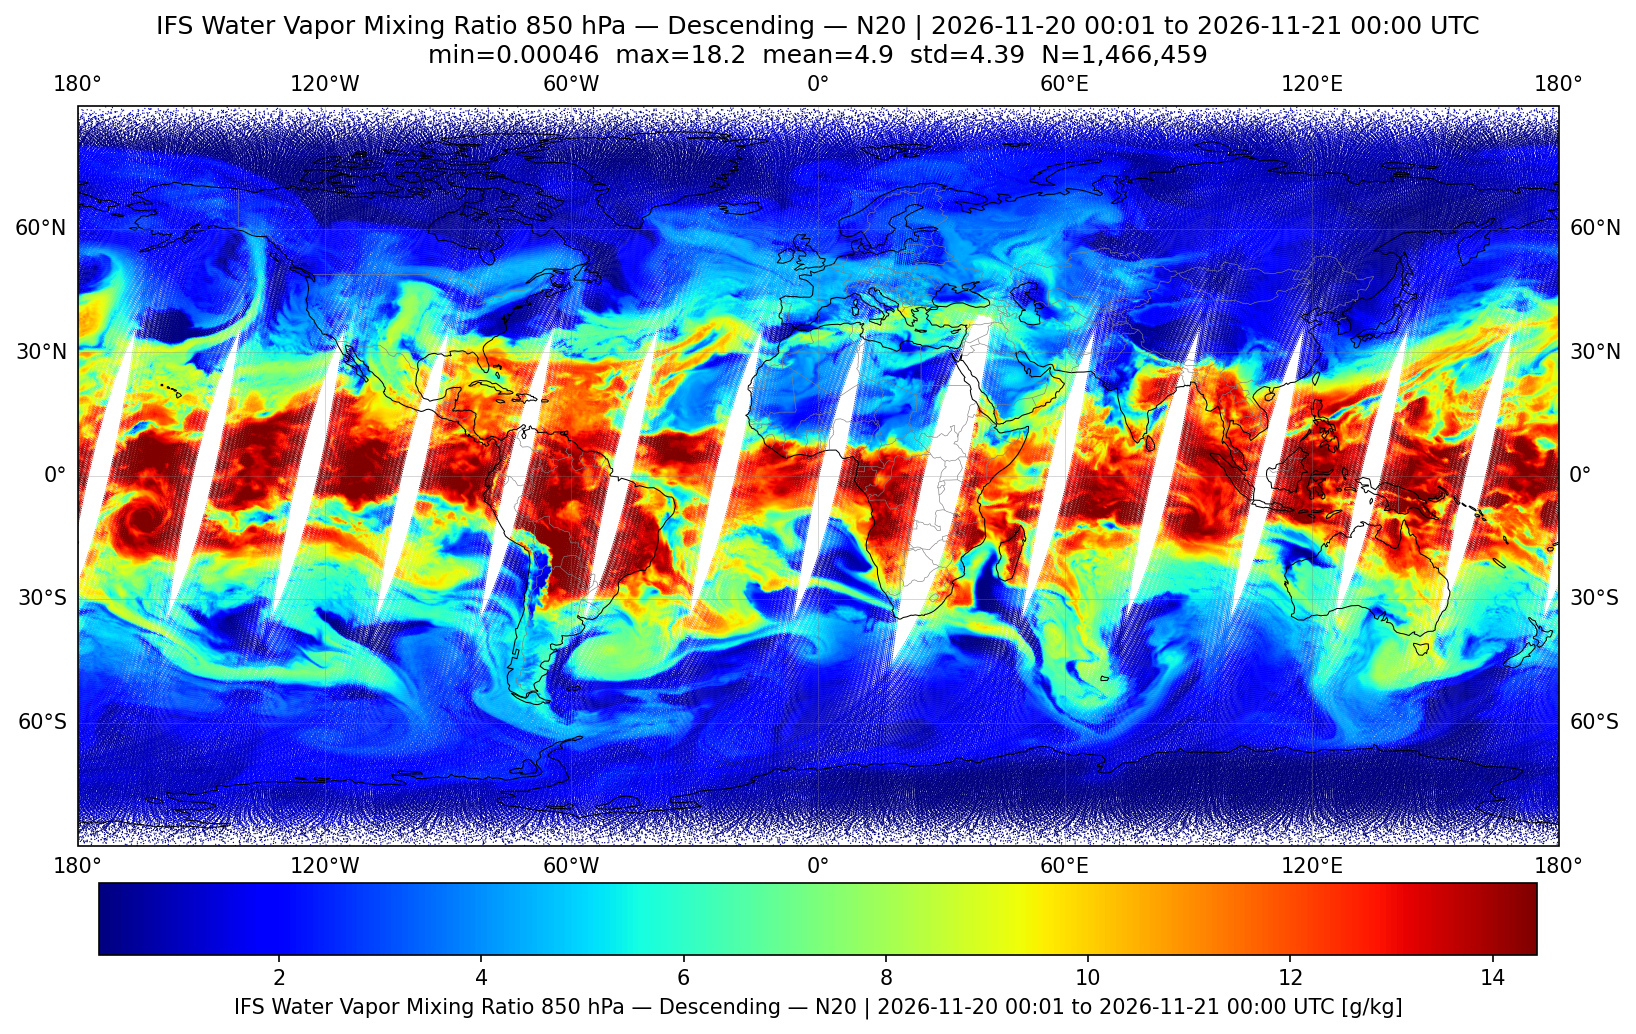 IFS Water Vapor Mixing Ratio 850 hPa — Descending — N20 | 2026-11-20 00:01 to 2026-11-21 00:00 UTC
min=0.00046 max=18.2 mean=4.9 std=4.39 N=1,466,459
180° 120°W 60°W 0° 60°E 120°E 180°
60°N 60°N
30°N 30°N
0° 0°
30°S 30°S
60°S 60°S
180° 120°W 60°W 0° 60°E 120°E 180°
2 4 6 8 10 12 14
IFS Water Vapor Mixing Ratio 850 hPa — Descending — N20 | 2026-11-20 00:01 to 2026-11-21 00:00 UTC [g/kg]